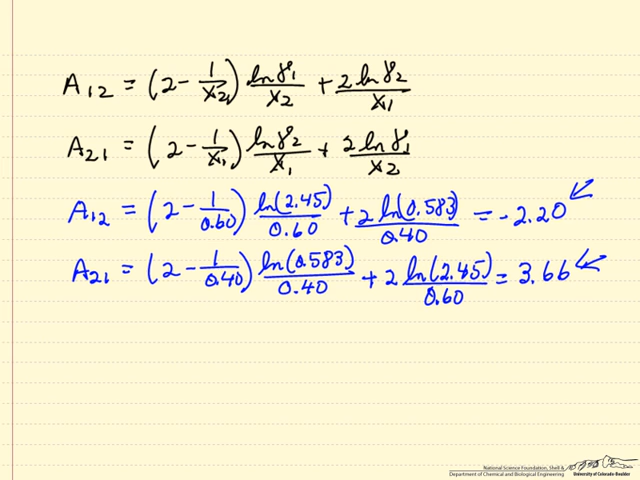 A12 = (2 - 1/x2) ln γ1/x2 + 2 ln γ2/x1
A21 = (2 - 1/x1) ln γ2/x1 + 2 ln γ1/x2
A12 = (2 - 1/0.60) ln(2.45)/0.60 + 2 ln(0.583)/0.40 = -2.20
A21 = (2 - 1/0.40) ln(0.583)/0.40 + 2 ln(2.45)/0.60 = 3.66
National Science Foundation, Shell &
Department of Chemical and Biological Engineering
University of Colorado Boulder